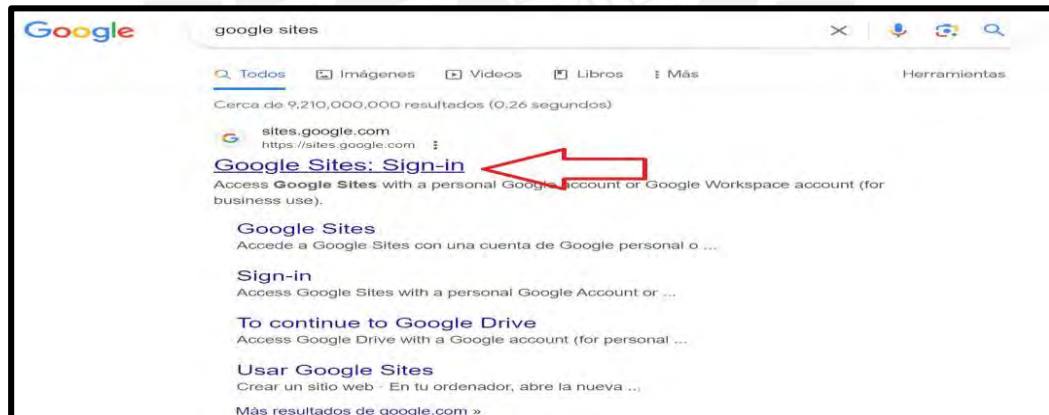 Google
google sites
Todos Imágenes Videos Libros Más Herramientas
Cerca de 9,210,000,000 resultados (0.26 segundos)
sites.google.com
https://sites.google.com
Google Sites: Sign-in
Access Google Sites with a personal Google account or Google Workspace account (for
business use).
Google Sites
Accede a Google Sites con una cuenta de Google personal o ...
Sign-in
Access Google Sites with a personal Google Account or ...
To continue to Google Drive
Access Google Drive with a Google account (for personal ...
Usar Google Sites
Crear un sitio web · En tu ordenador, abre la nueva ...
Más resultados de google.com »